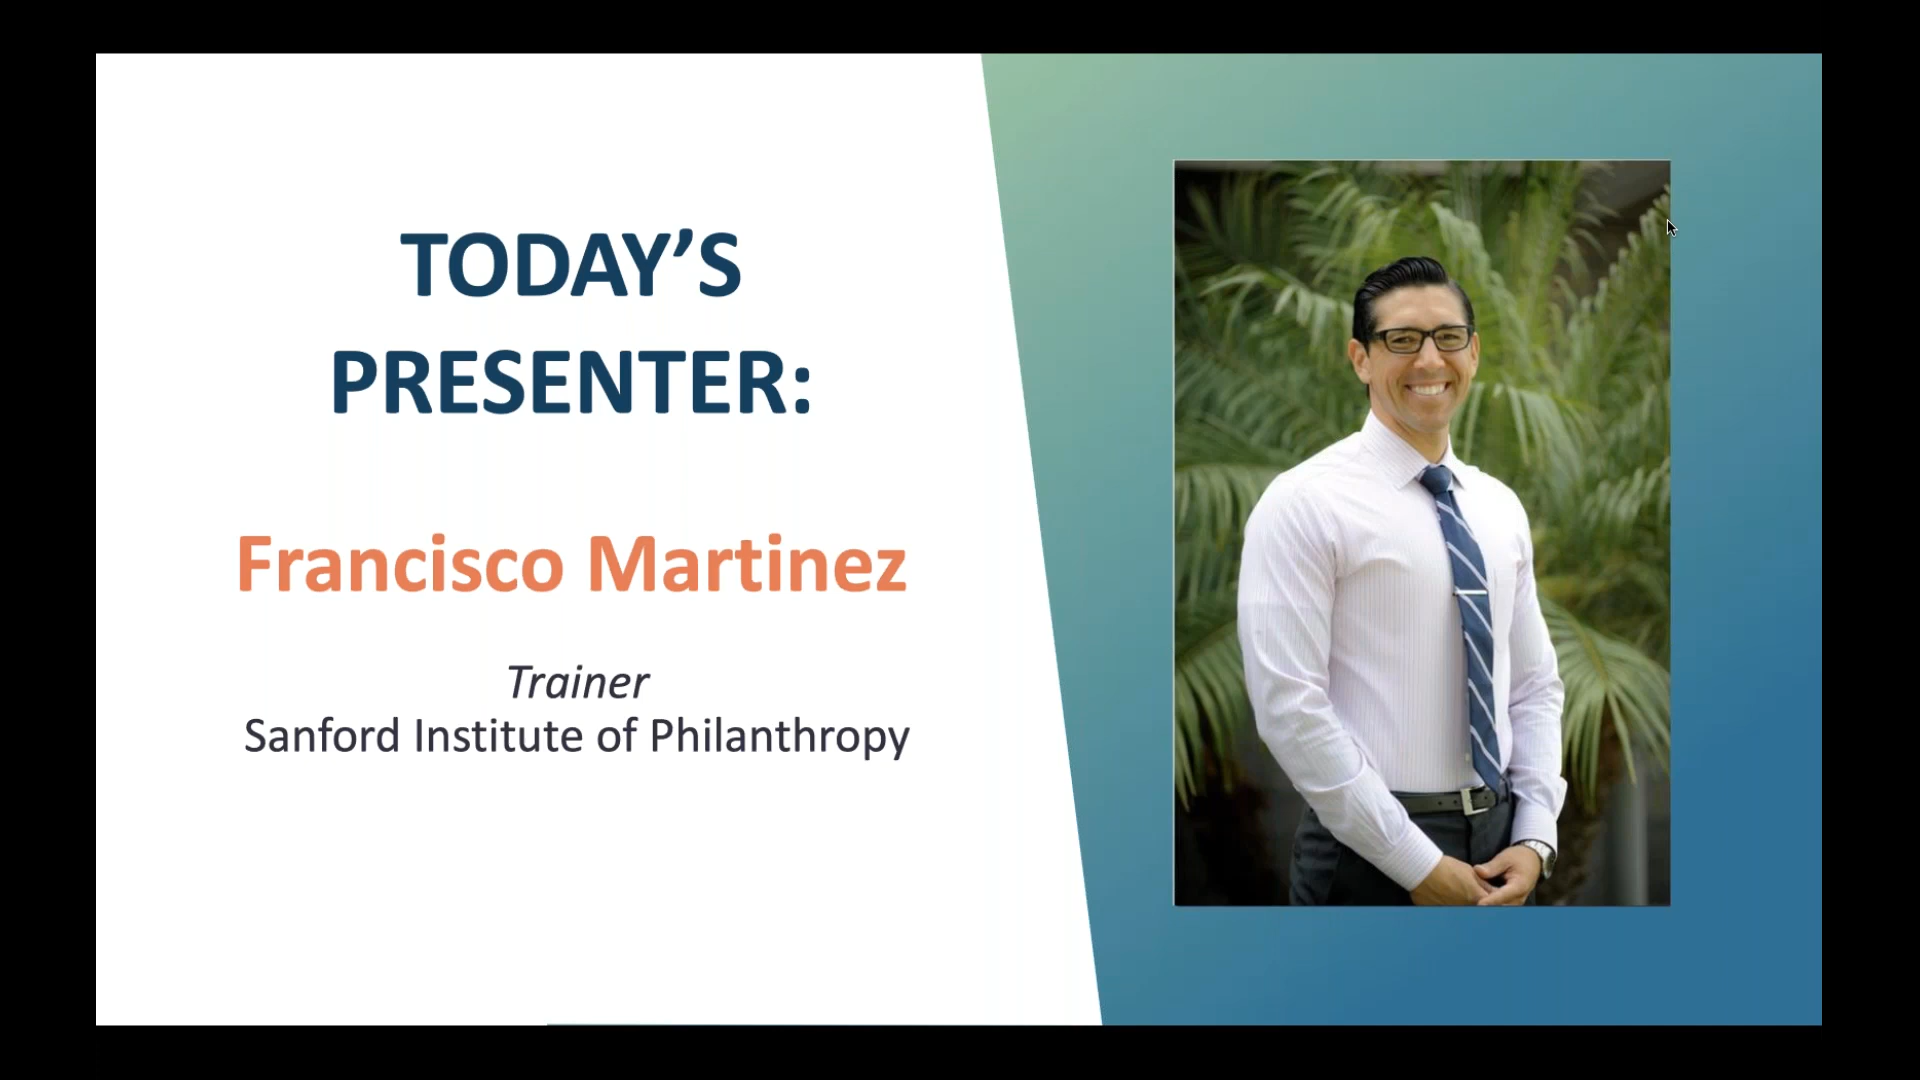 TODAY’S
PRESENTER:
Francisco Martinez
Trainer
Sanford Institute of Philanthropy